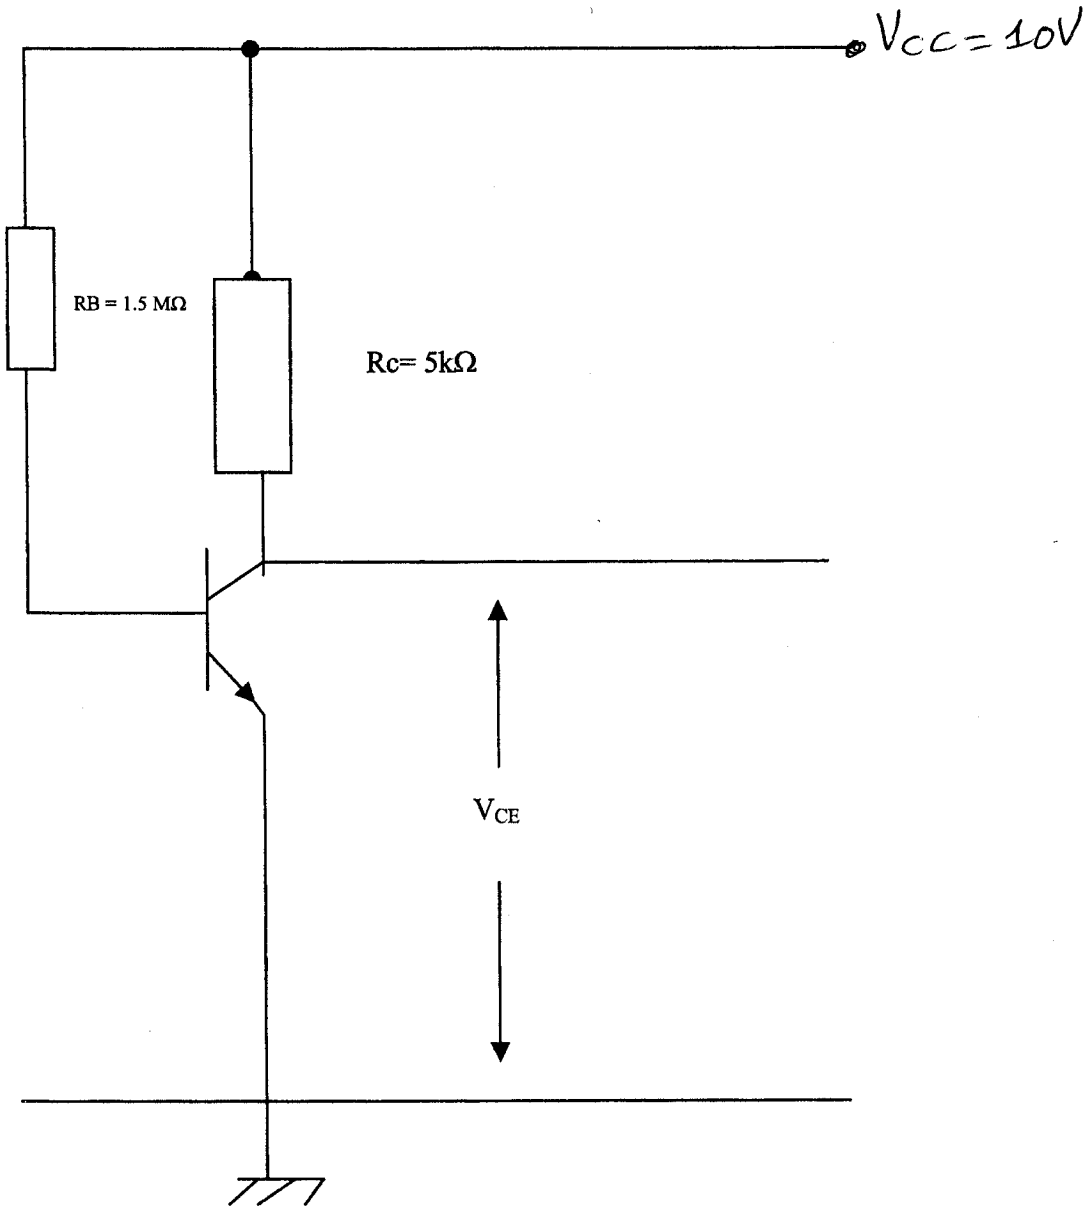 VCC = 10V
RB = 1.5 MΩ
Rc= 5kΩ
VCE